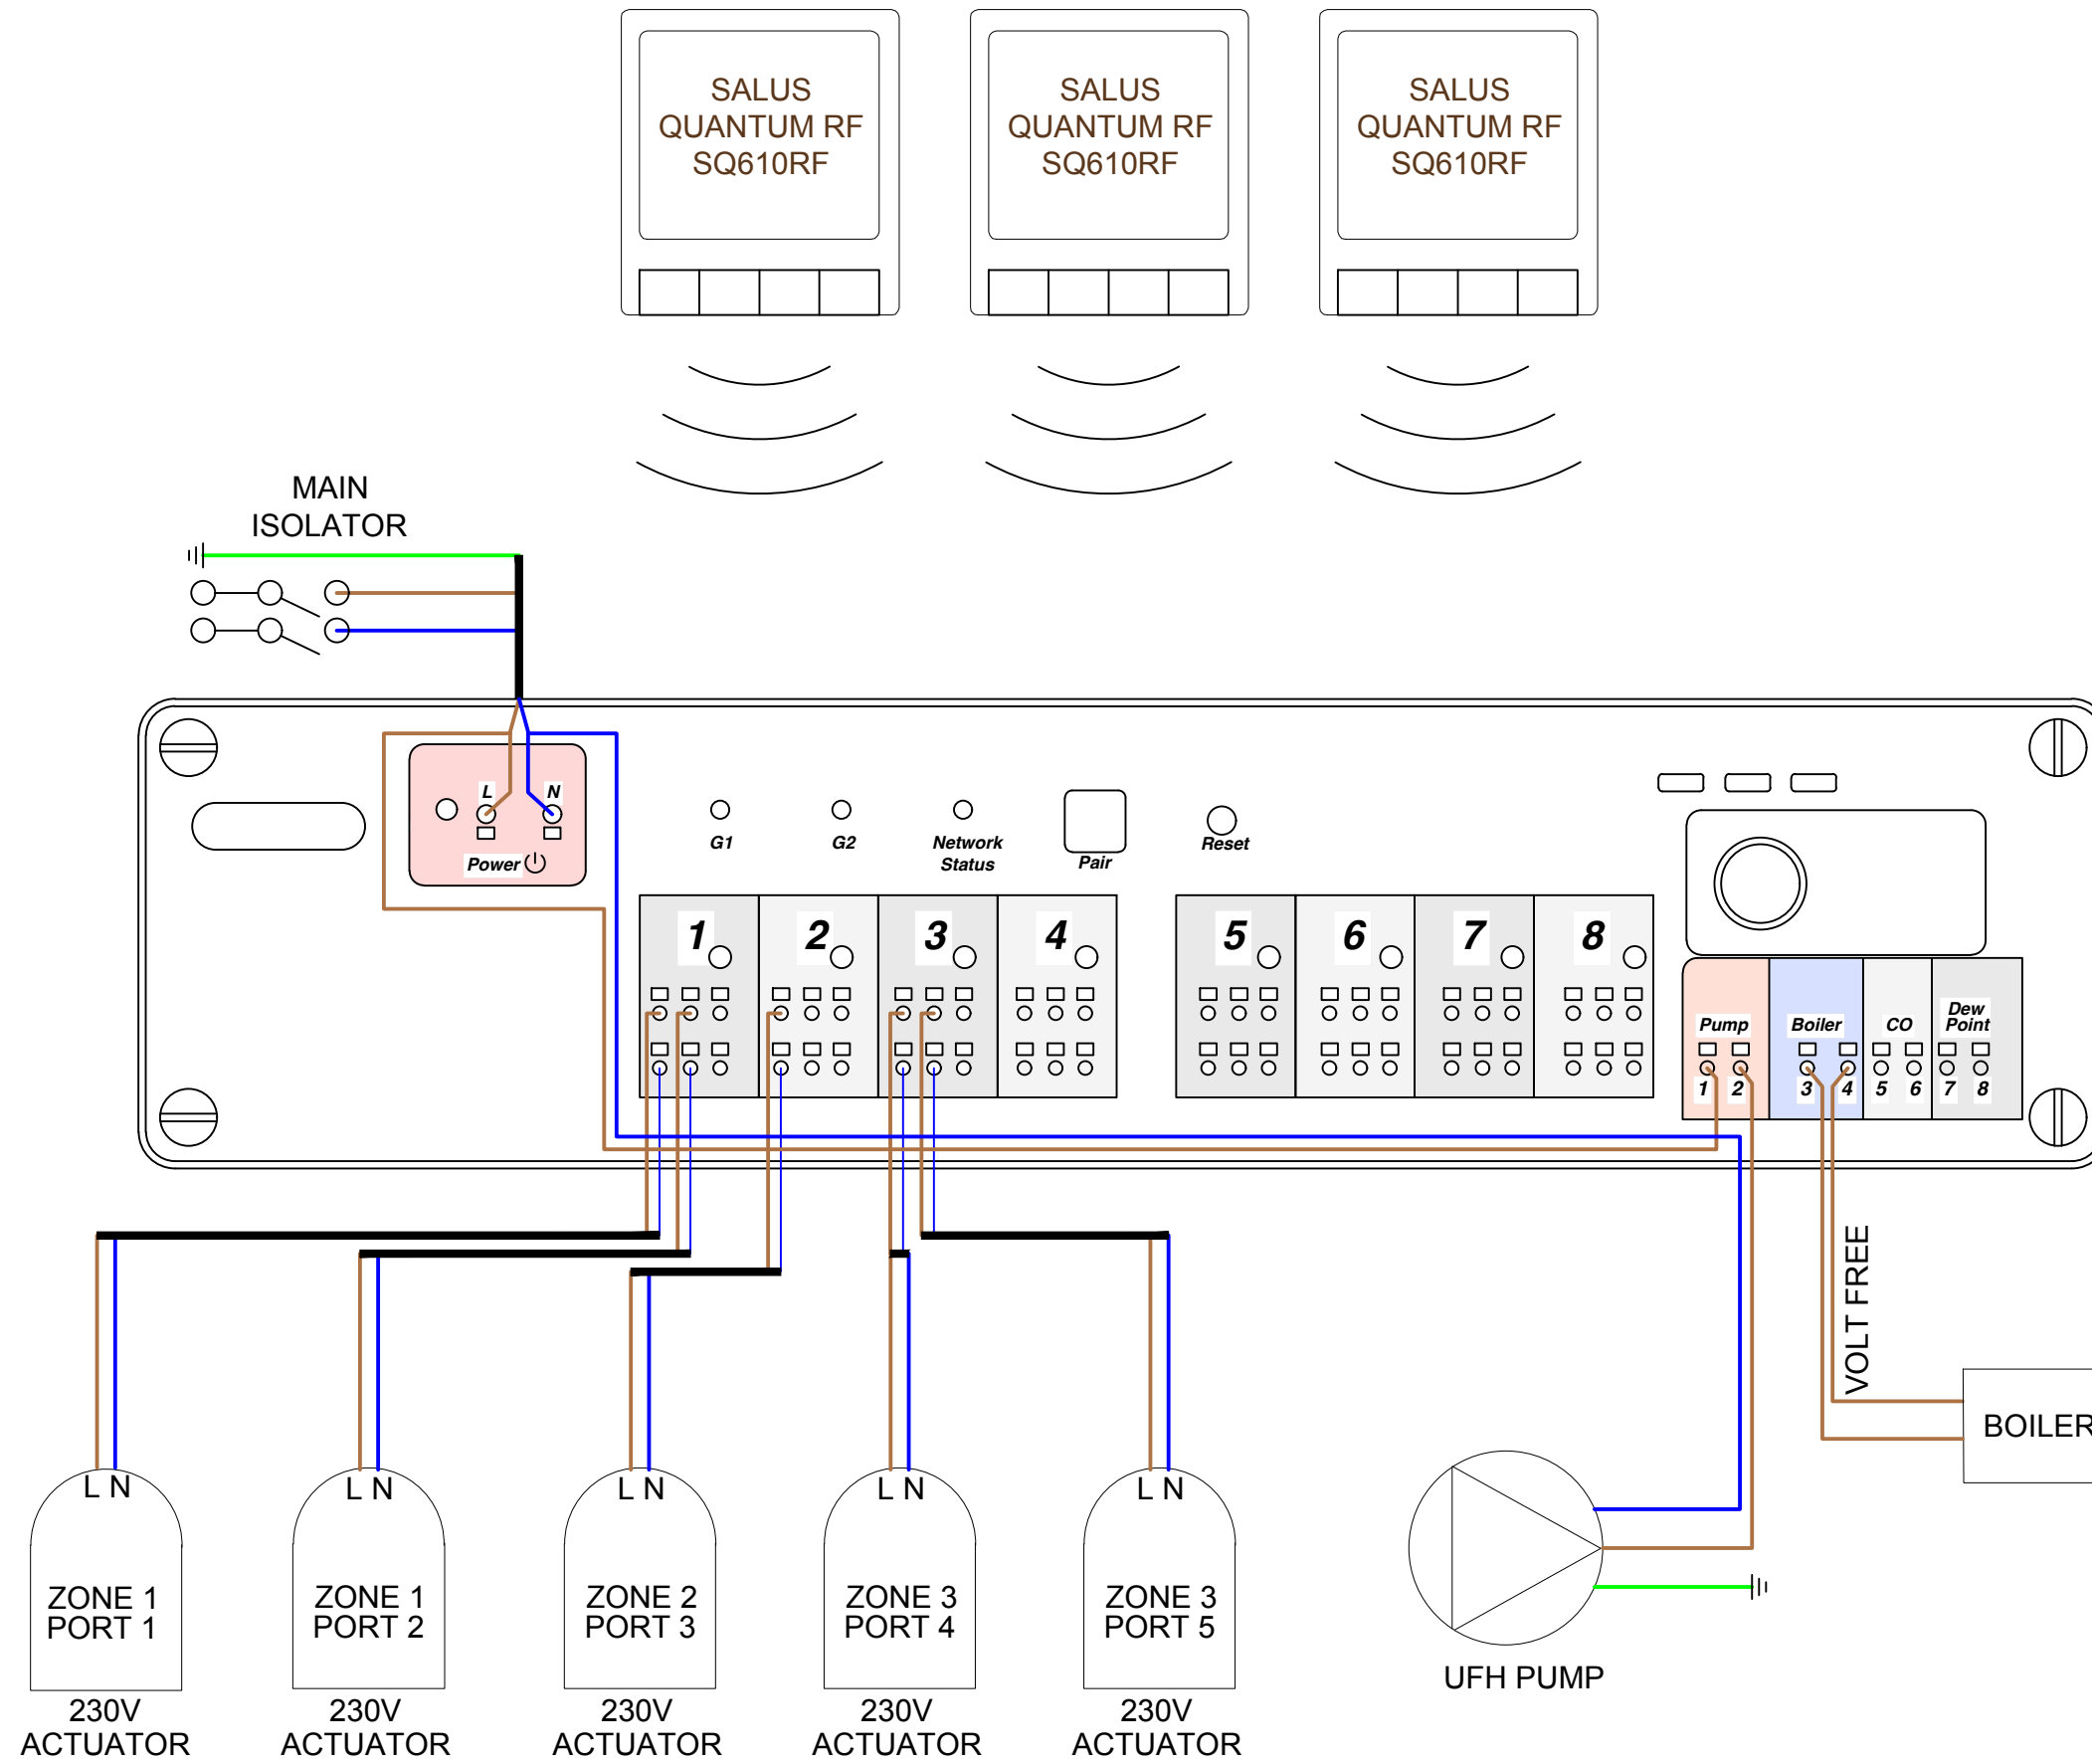 SALUS
QUANTUM RF
SQ610RF
SALUS
QUANTUM RF
SQ610RF
SALUS
QUANTUM RF
SQ610RF
MAIN
ISOLATOR
L N
Power
G1
G2
Network
Status
Pair
Reset
1 2 3 4 5 6 7 8
Pump
Boiler
CO
Dew
Point
1 2 3 4 5 6 7 8
VOLT FREE
BOILER
L N
ZONE 1
PORT 1
230V
ACTUATOR
L N
ZONE 1
PORT 2
230V
ACTUATOR
L N
ZONE 2
PORT 3
230V
ACTUATOR
L N
ZONE 3
PORT 4
230V
ACTUATOR
L N
ZONE 3
PORT 5
230V
ACTUATOR
UFH PUMP